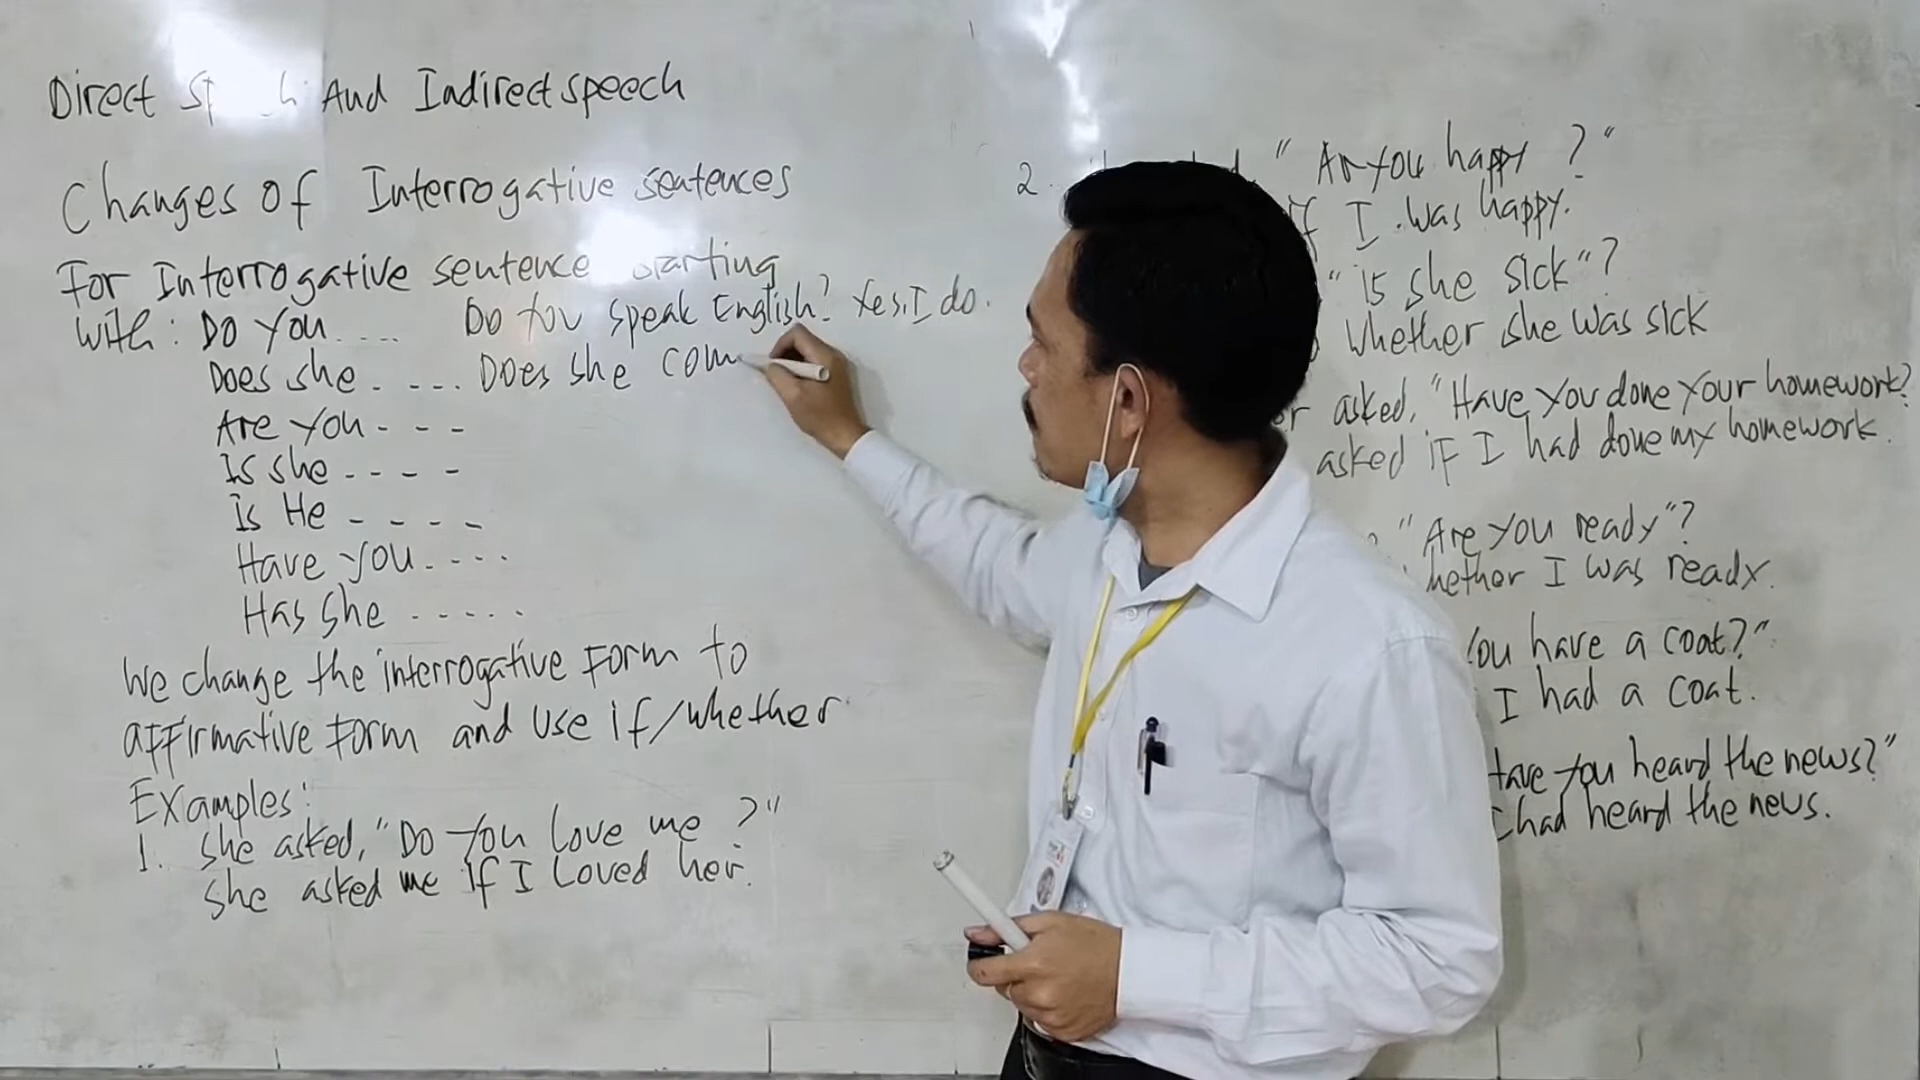 Direct And Indirect speech
Changes of Interrogative sentences
For Interrogative sentence starting
with: Do you.... Do you speak English? Yes, I do.
Does she. ... Does she com
Are you - - -
Is she - - - -
Is He - - - -
Have you....
Has she .....
We change the interrogative Form to
affirmative Form and use if/whether.
Examples:
1. She asked, "Do you love me ?"
She asked me if I Loved her.
2. " Ar you happy ?"
if I was happy.
"is she sick"?
whether she was sick
asked, "Have you done your homework?
asked if I had done my homework.
"Are you ready"?
whether I was ready.
you have a coat?"
I had a coat.
Have you heard the news?"
had heard the news.